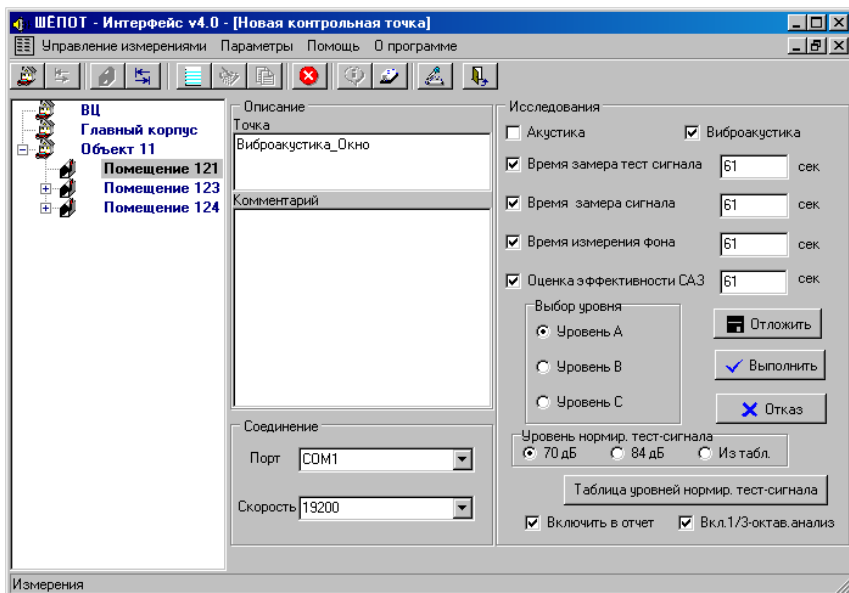 ШЁПОТ - Интерфейс v4.0 - [Новая контрольная точка]
Управление измерениями Параметры Помощь О программе
ВЦ
Главный корпус
Объект 11
Помещение 121
Помещение 123
Помещение 124
Описание
Точка
Виброакустика_Окно
Комментарий
Соединение
Порт COM1
Скорость 19200
Исследования
Акустика Виброакустика
Время замера тест сигнала 61 сек
Время замера сигнала 61 сек
Время измерения фона 61 сек
Оценка эффективности САЗ 61 сек
Выбор уровня
Уровень А
Уровень В
Уровень С
Отложить
Выполнить
Отказ
Уровень нормир. тест-сигнала
70 дБ 84 дБ Из табл.
Таблица уровней нормир. тест-сигнала
Включить в отчет Вкл.1/3-октав.анализ
Измерения